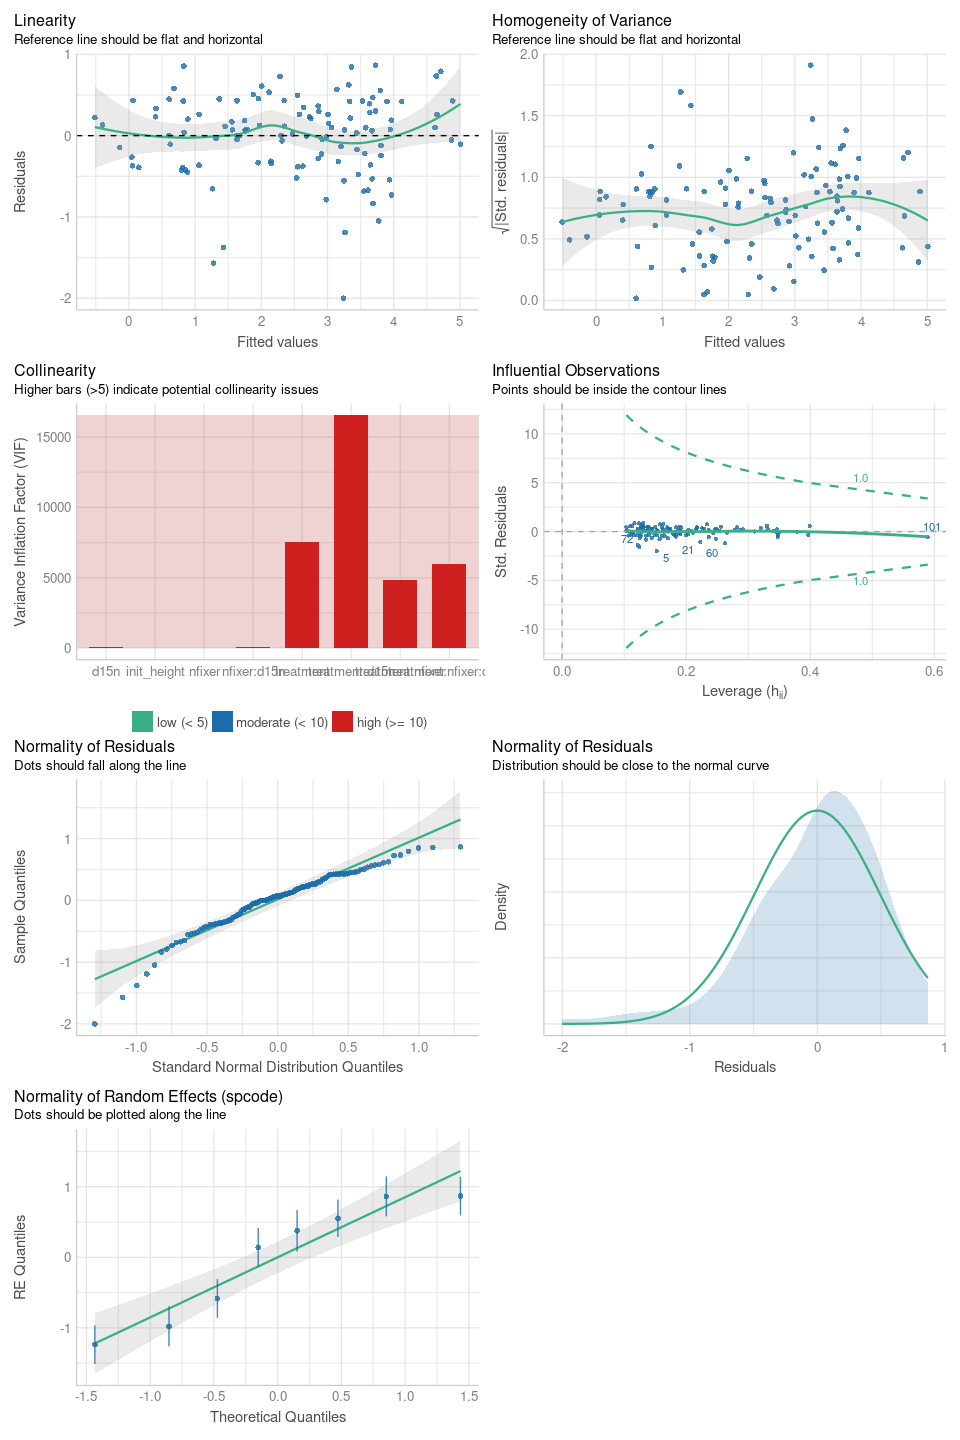 Linearity
Reference line should be flat and horizontal
1
0
-1
-2
Residuals
0 1 2 3 4 5
Fitted values
Homogeneity of Variance
Reference line should be flat and horizontal
2.0
1.5
1.0
0.5
0.0
√|Std. residuals|
0 1 2 3 4 5
Fitted values
Collinearity
Higher bars (>5) indicate potential collinearity issues
15000
10000
5000
0
Variance Inflation Factor (VIF)
d15n init_height nfixer nfixer:d15n
low (< 5) moderate (< 10) high (>= 10)
Influential Observations
Points should be inside the contour lines
10
5
0
-5
-10
Std. Residuals
1.0
101
72
5
21
60
1.0
0.0 0.2 0.4 0.6
Leverage (hii)
Normality of Residuals
Dots should fall along the line
1
0
-1
-2
Sample Quantiles
-1.0 -0.5 0.0 0.5 1.0
Standard Normal Distribution Quantiles
Normality of Residuals
Distribution should be close to the normal curve
Density
-2 -1 0 1
Residuals
Normality of Random Effects (spcode)
Dots should be plotted along the line
1
0
-1
RE Quantiles
-1.5 -1.0 -0.5 0.0 0.5 1.0 1.5
Theoretical Quantiles